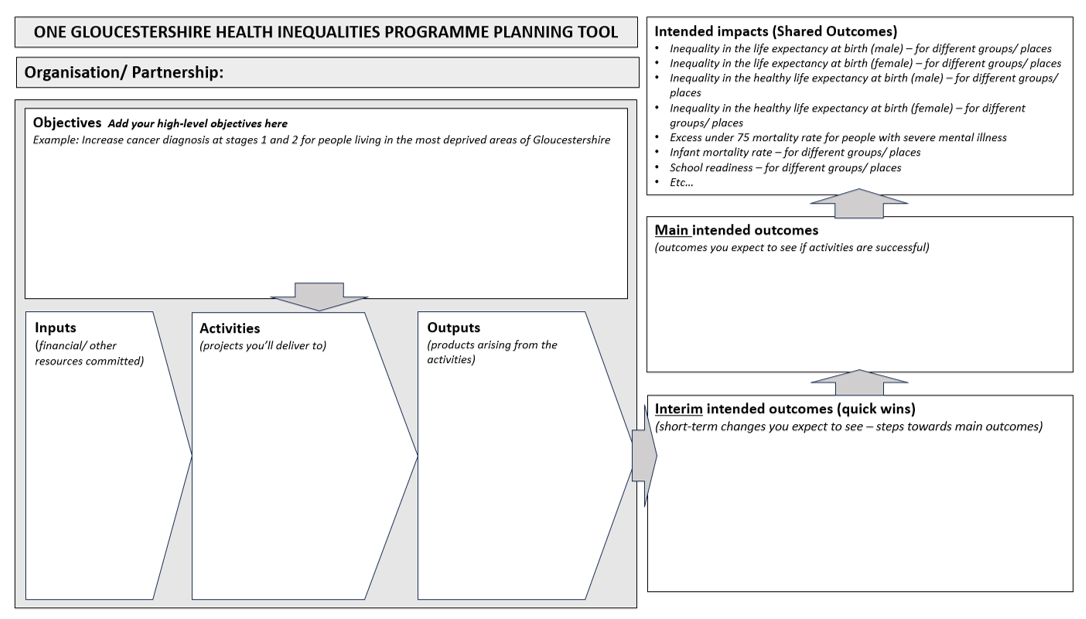 ONE GLOUCESTERSHIRE HEALTH INEQUALITIES PROGRAMME PLANNING TOOL
Organisation/ Partnership:
Objectives Add your high-level objectives here
Example: Increase cancer diagnosis at stages 1 and 2 for people living in the most deprived areas of Gloucestershire
Inputs
(financial/ other
resources committed)
Activities
(projects you'll deliver to)
Outputs
(products arising from the
activities)
Intended impacts (Shared Outcomes)
• Inequality in the life expectancy at birth (male) – for different groups/ places
• Inequality in the life expectancy at birth (female) – for different groups/ places
• Inequality in the healthy life expectancy at birth (male) – for different groups/
places
• Inequality in the healthy life expectancy at birth (female) – for different
groups/ places
• Excess under 75 mortality rate for people with severe mental illness
• Infant mortality rate – for different groups/ places
• School readiness – for different groups/ places
• Etc…
Main intended outcomes
(outcomes you expect to see if activities are successful)
Interim intended outcomes (quick wins)
(short-term changes you expect to see – steps towards main outcomes)